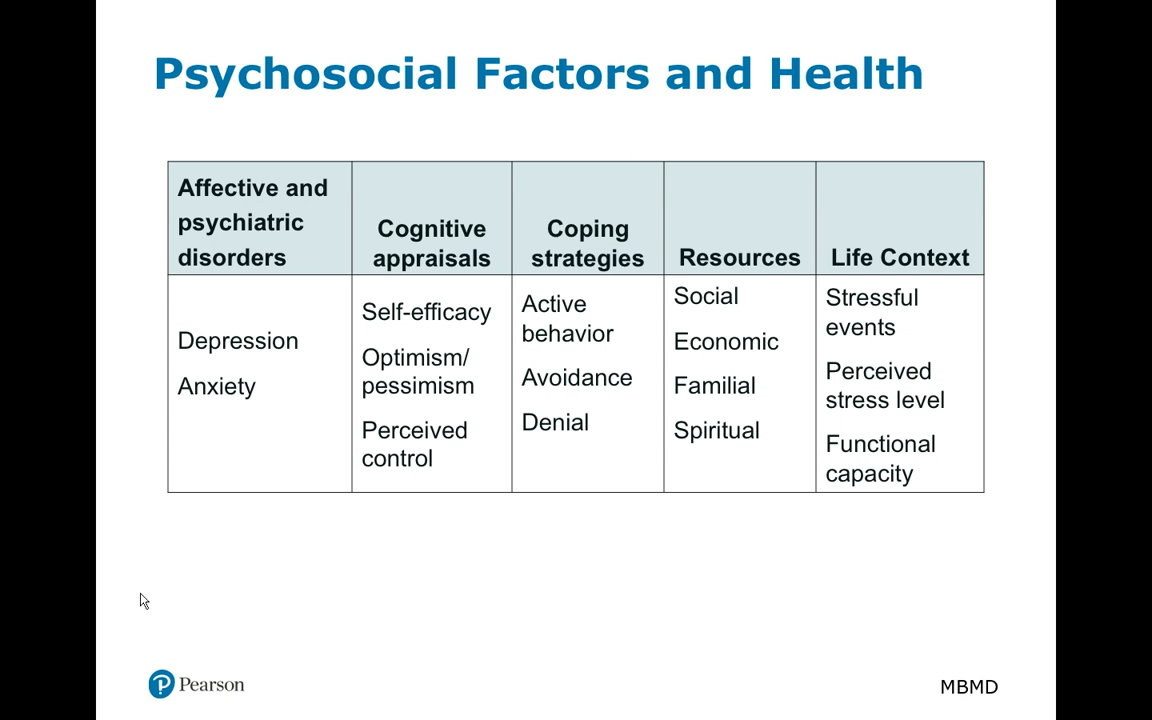 Psychosocial Factors and Health
Affective and
psychiatric
disorders
Cognitive
appraisals
Coping
strategies
Resources
Life Context
Depression
Anxiety
Self-efficacy
Optimism/
pessimism
Perceived
control
Active
behavior
Avoidance
Denial
Social
Economic
Familial
Spiritual
Stressful
events
Perceived
stress level
Functional
capacity
Pearson
MBMD